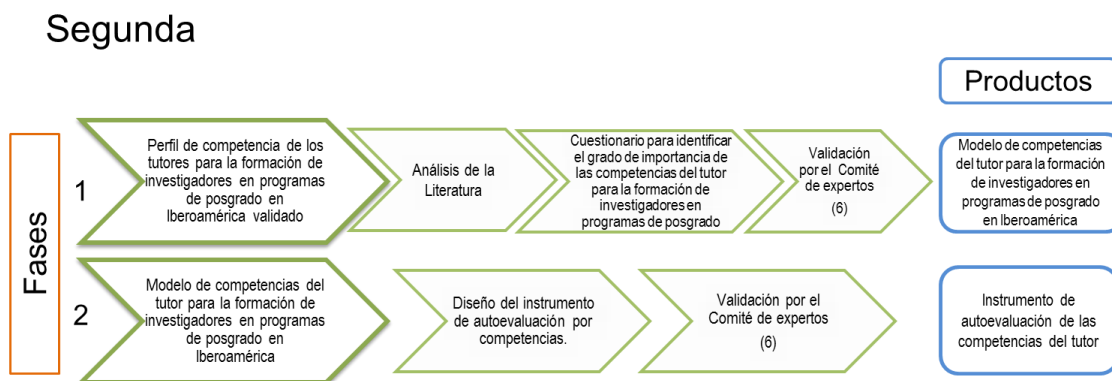 Segunda
Productos
Fases
1
Perfil de competencia de los
tutores para la formación de
investigadores en programas
de posgrado en
Iberoamérica validado
Análisis de la
Literatura
Cuestionario para identificar
el grado de importancia de
las competencias del tutor
para la formación de
investigadores en
programas de posgrado
Validación
por el Comité
de expertos
(6)
Modelo de competencias
del tutor para la formación
de investigadores en
programas de posgrado
en Iberoamérica
2
Modelo de competencias del
tutor para la formación de
investigadores en programas
de posgrado en
Iberoamérica
Diseño del instrumento
de autoevaluación por
competencias.
Validación por el
Comité de expertos
(6)
Instrumento de
autoevaluación de las
competencias del tutor